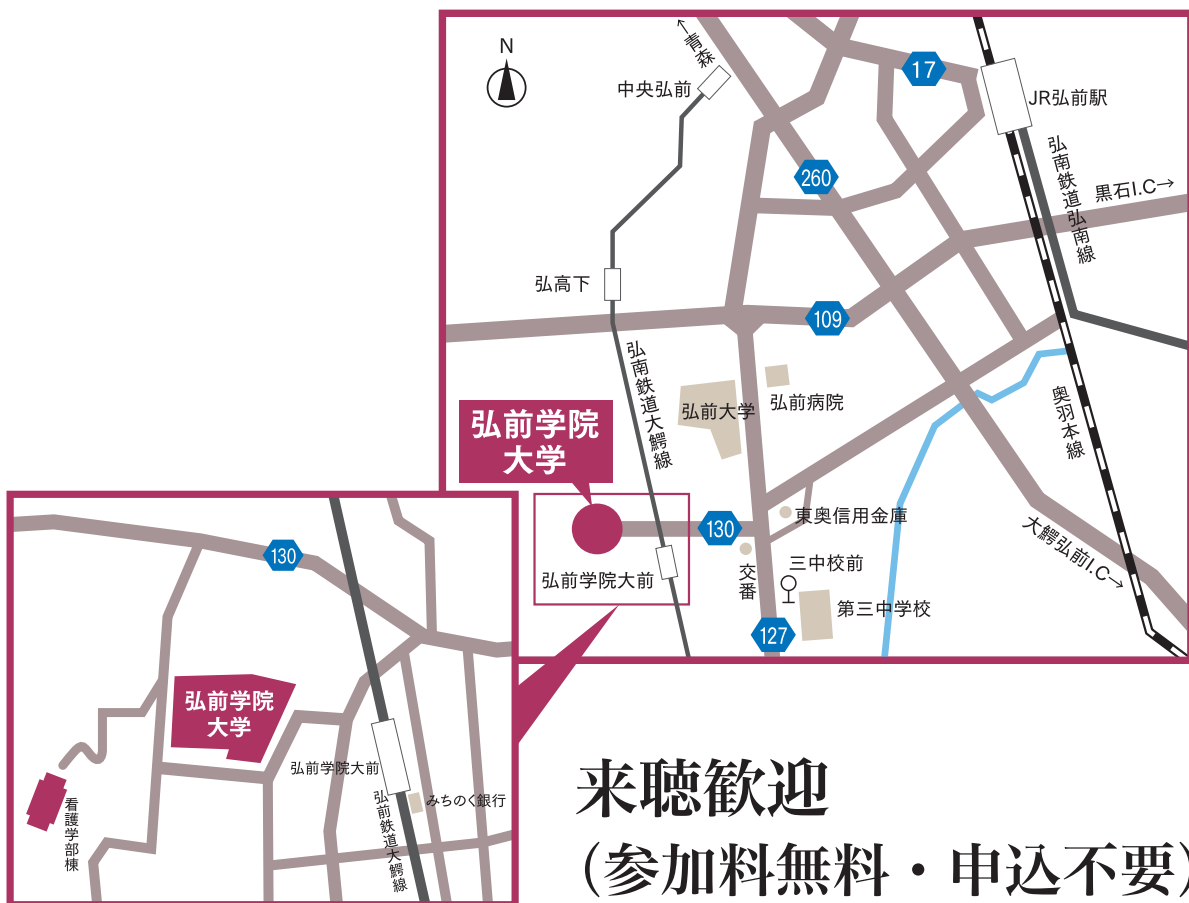 N
↑青森
中央弘前
17
JR弘前駅
弘南鉄道弘南線
黒石I.C→
260
弘高下
109
弘南鉄道大鰐線
弘前大学
弘前病院
奥羽本線
弘前学院
大学
130
東奥信用金庫
弘前学院大前
交番
三中校前
第三中学校
大鰐弘前I.C→
127
130
弘前学院
大学
弘前学院大前
みちのく銀行
弘前鉄道大鰐線
看護学部棟
来聴歓迎
(参加料無料・申込不要)